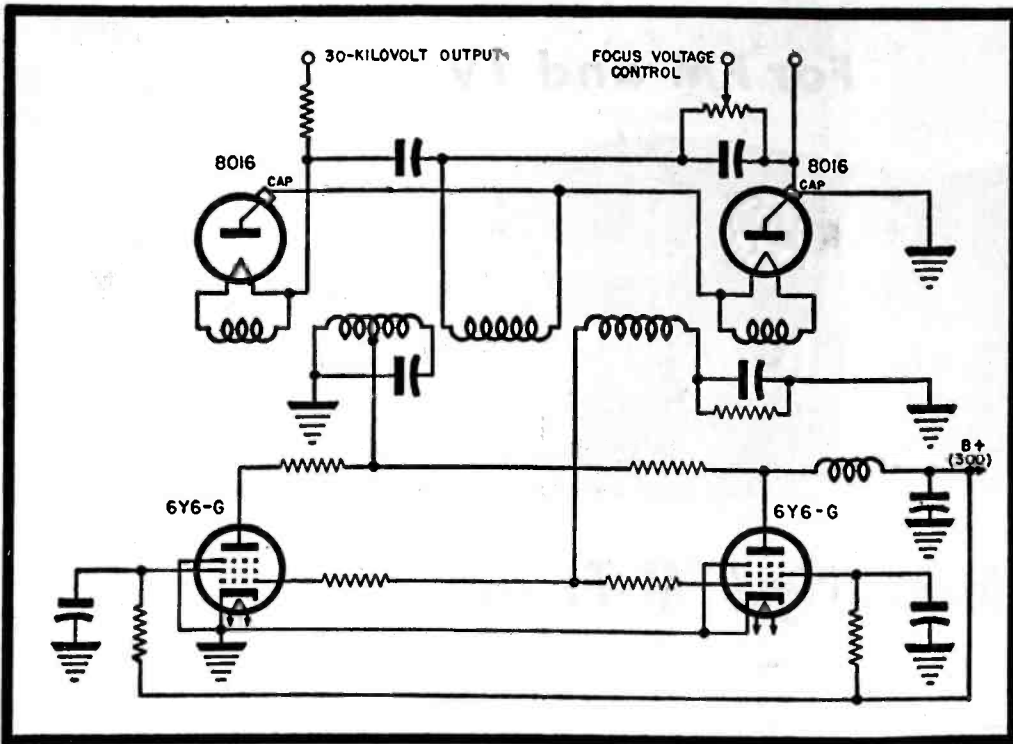 30-KILOVOLT OUTPUT
FOCUS VOLTAGE
CONTROL
8016
CAP
8016
CAP
B+
(300)
6Y6-G
6Y6-G